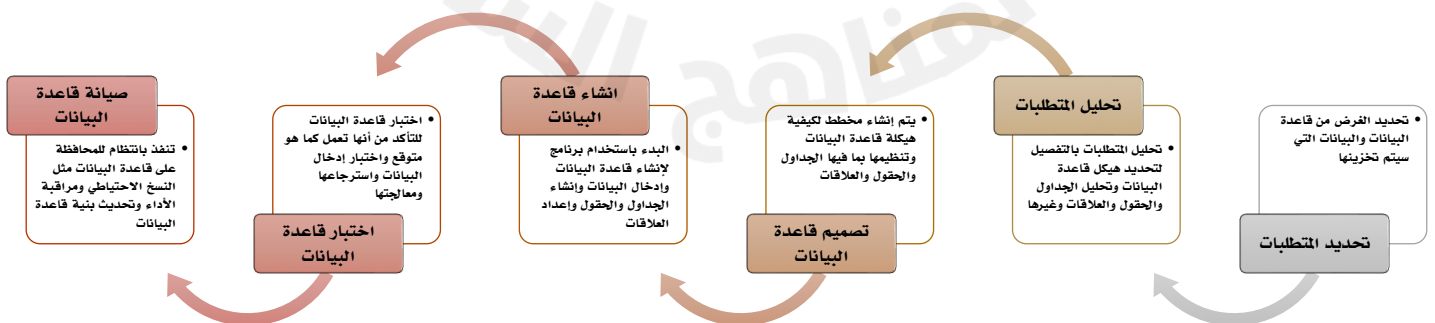 تحديد الغرض من قاعدة
البيانات والبيانات التي
سيتم تخزينها
تحديد المتطلبات
تحليل المتطلبات
تحليل المتطلبات بالتفصيل
لتحديد هيكل قاعدة
البيانات وتحليل الجداول
والحقول والعلاقات وغيرها
يتم إنشاء مخطط لكيفية
هيكلة قاعدة البيانات
وتنظيمها بما فيها الجداول
والحقول والعلاقات
تصميم قاعدة
البيانات
انشاء قاعدة
البيانات
البدء باستخدام برنامج
لإنشاء قاعدة البيانات
وإدخال البيانات وإنشاء
الجداول والحقول وإعداد
العلاقات
اختبار قاعدة البيانات
للتأكد من أنها تعمل كما هو
متوقع واختبار إدخال
البيانات واسترجاعها
ومعالجتها
اختبار قاعدة
البيانات
صيانة قاعدة
البيانات
تنفذ بانتظام للمحافظة
على قاعدة البيانات مثل
النسخ الاحتياطي ومراقبة
الأداء وتحديث بنية قاعدة
البيانات
المناهج